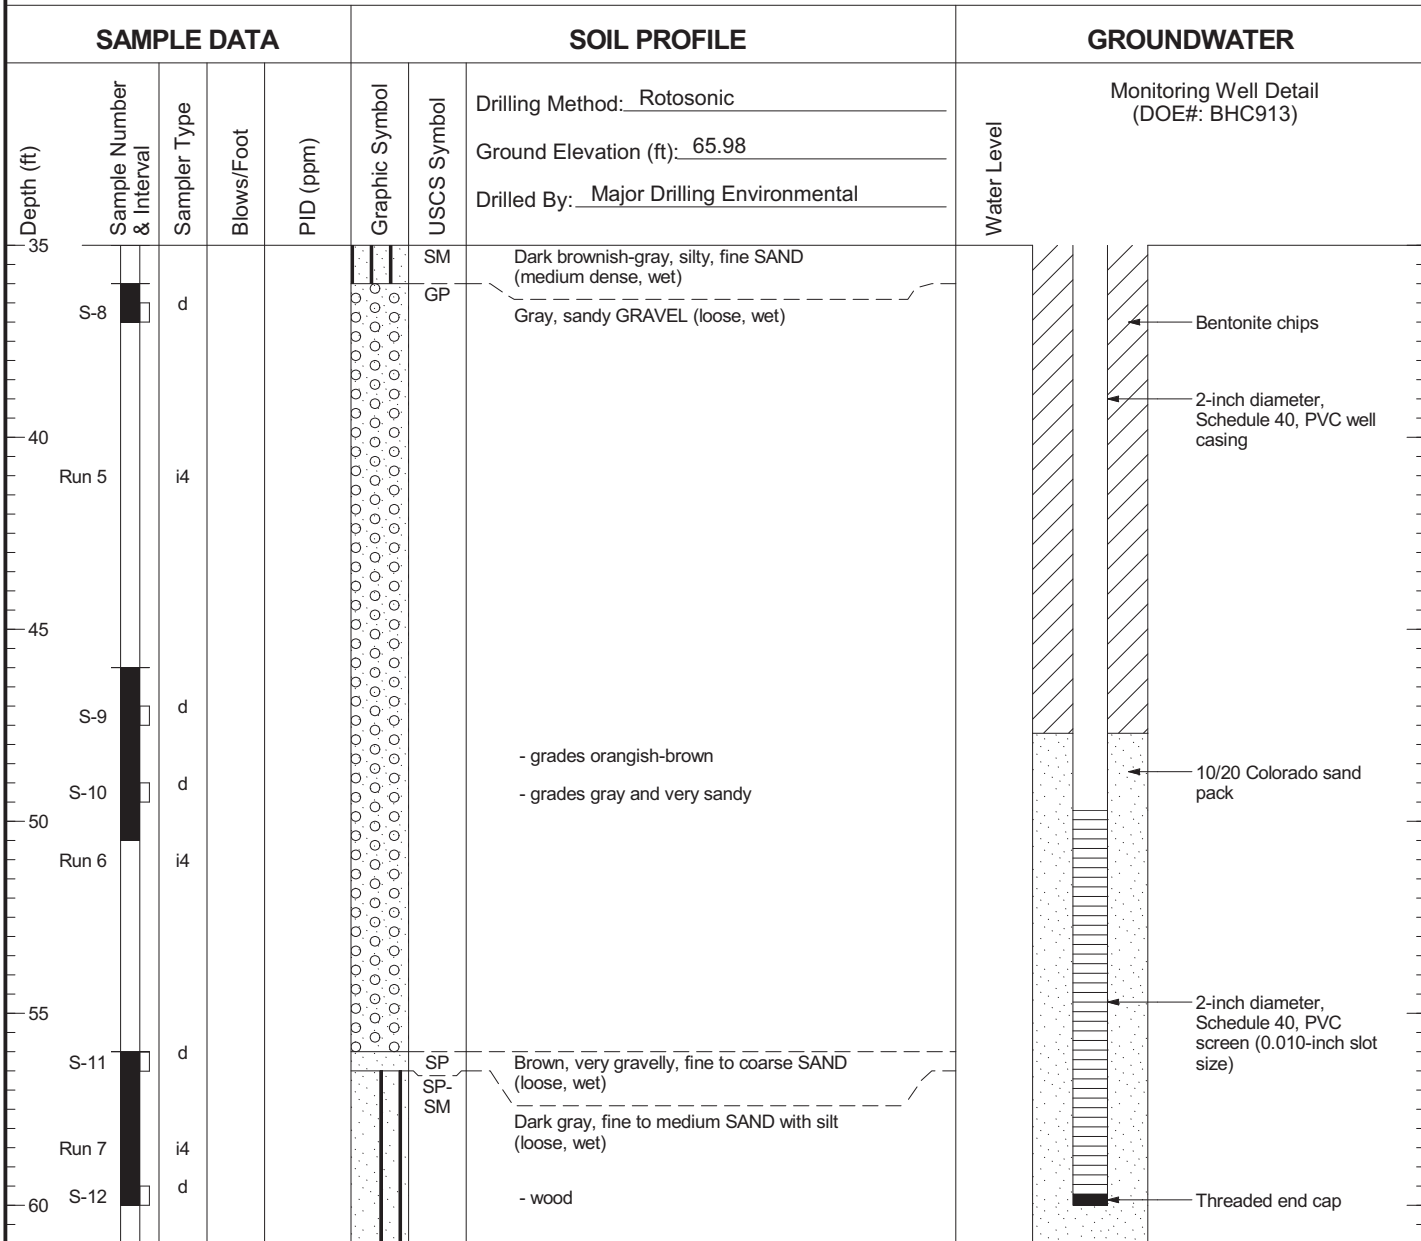 SAMPLE DATA
SOIL PROFILE
GROUNDWATER
Depth (ft)
Sample Number
& Interval
Sampler Type
Blows/Foot
PID (ppm)
Graphic Symbol
USCS Symbol
Drilling Method: Rotosonic
Ground Elevation (ft): 65.98
Drilled By: Major Drilling Environmental
Water Level
Monitoring Well Detail
(DOE#: BHC913)
35
SM
Dark brownish-gray, silty, fine SAND
(medium dense, wet)
GP
S-8
d
Gray, sandy GRAVEL (loose, wet)
Bentonite chips
2-inch diameter,
Schedule 40, PVC well
casing
40
Run 5
i4
45
S-9
d
- grades orangish-brown
10/20 Colorado sand
pack
S-10
d
- grades gray and very sandy
50
Run 6
i4
55
2-inch diameter,
Schedule 40, PVC
screen (0.010-inch slot
size)
S-11
d
SP
Brown, very gravelly, fine to coarse SAND
(loose, wet)
SP-
SM
Dark gray, fine to medium SAND with silt
(loose, wet)
Run 7
i4
S-12
d
- wood
60
Threaded end cap